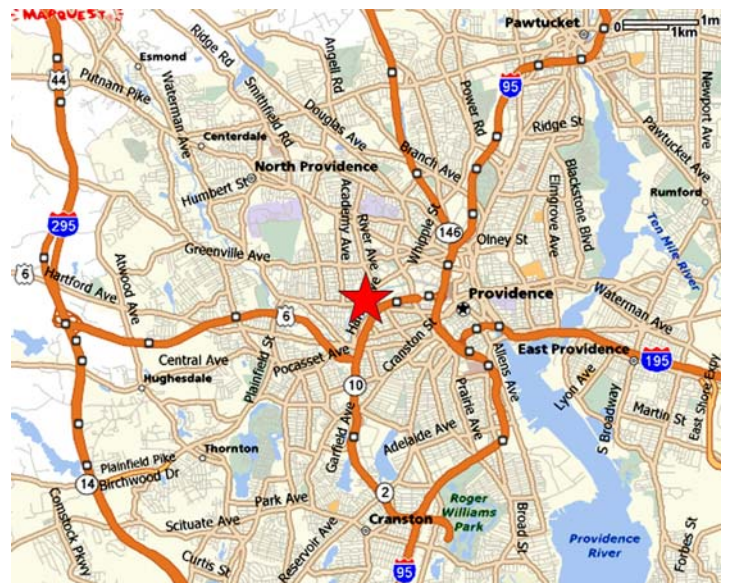 MAPQUEST
Pawtucket
0 1m
1km
Esmond
Ridge Rd
Angell Rd
44
Putnam Pike
Waterman Ave
Smithfield Rd
Douglas Ave
Power Rd
95
Newport Ave
Centerdale
Ridge St
Pawtucket Ave
Branch Ave
North Providence
Humbert St
Academy Ave
River Ave
Whipple St
Elmgrove Ave
Blackstone Blvd
Rumford
295
146
Olney St
Ten Mile River
Greenville Ave
6
Hartford Ave
Atwood Ave
Waterman Ave
6
Providence
Central Ave
Plainfield St
Pocasset Ave
Cranston St
Allens Ave
East Providence
195
Hughesdale
10
Prairie Ave
Lyon Ave
S Broadway
Martin St
East Shore Expy
Garfield Ave
Adelaide Ave
Thornton
Plainfield Pike
14
Birchwood Dr
2
Park Ave
Roger
Williams
Park
Broad St
Comstock Pkwy
Scituate Ave
Reservoir Ave
Cranston
Providence
River
Forbes St
Curtis St
95